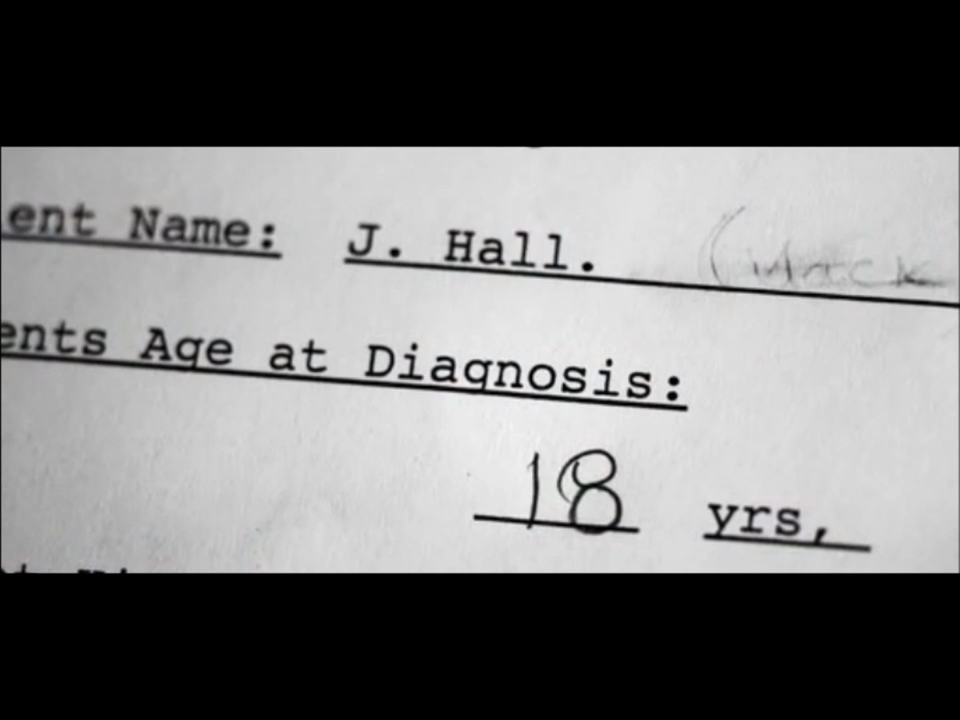 ent Name: J. Hall.
ents Age at Diagnosis:
18 yrs,